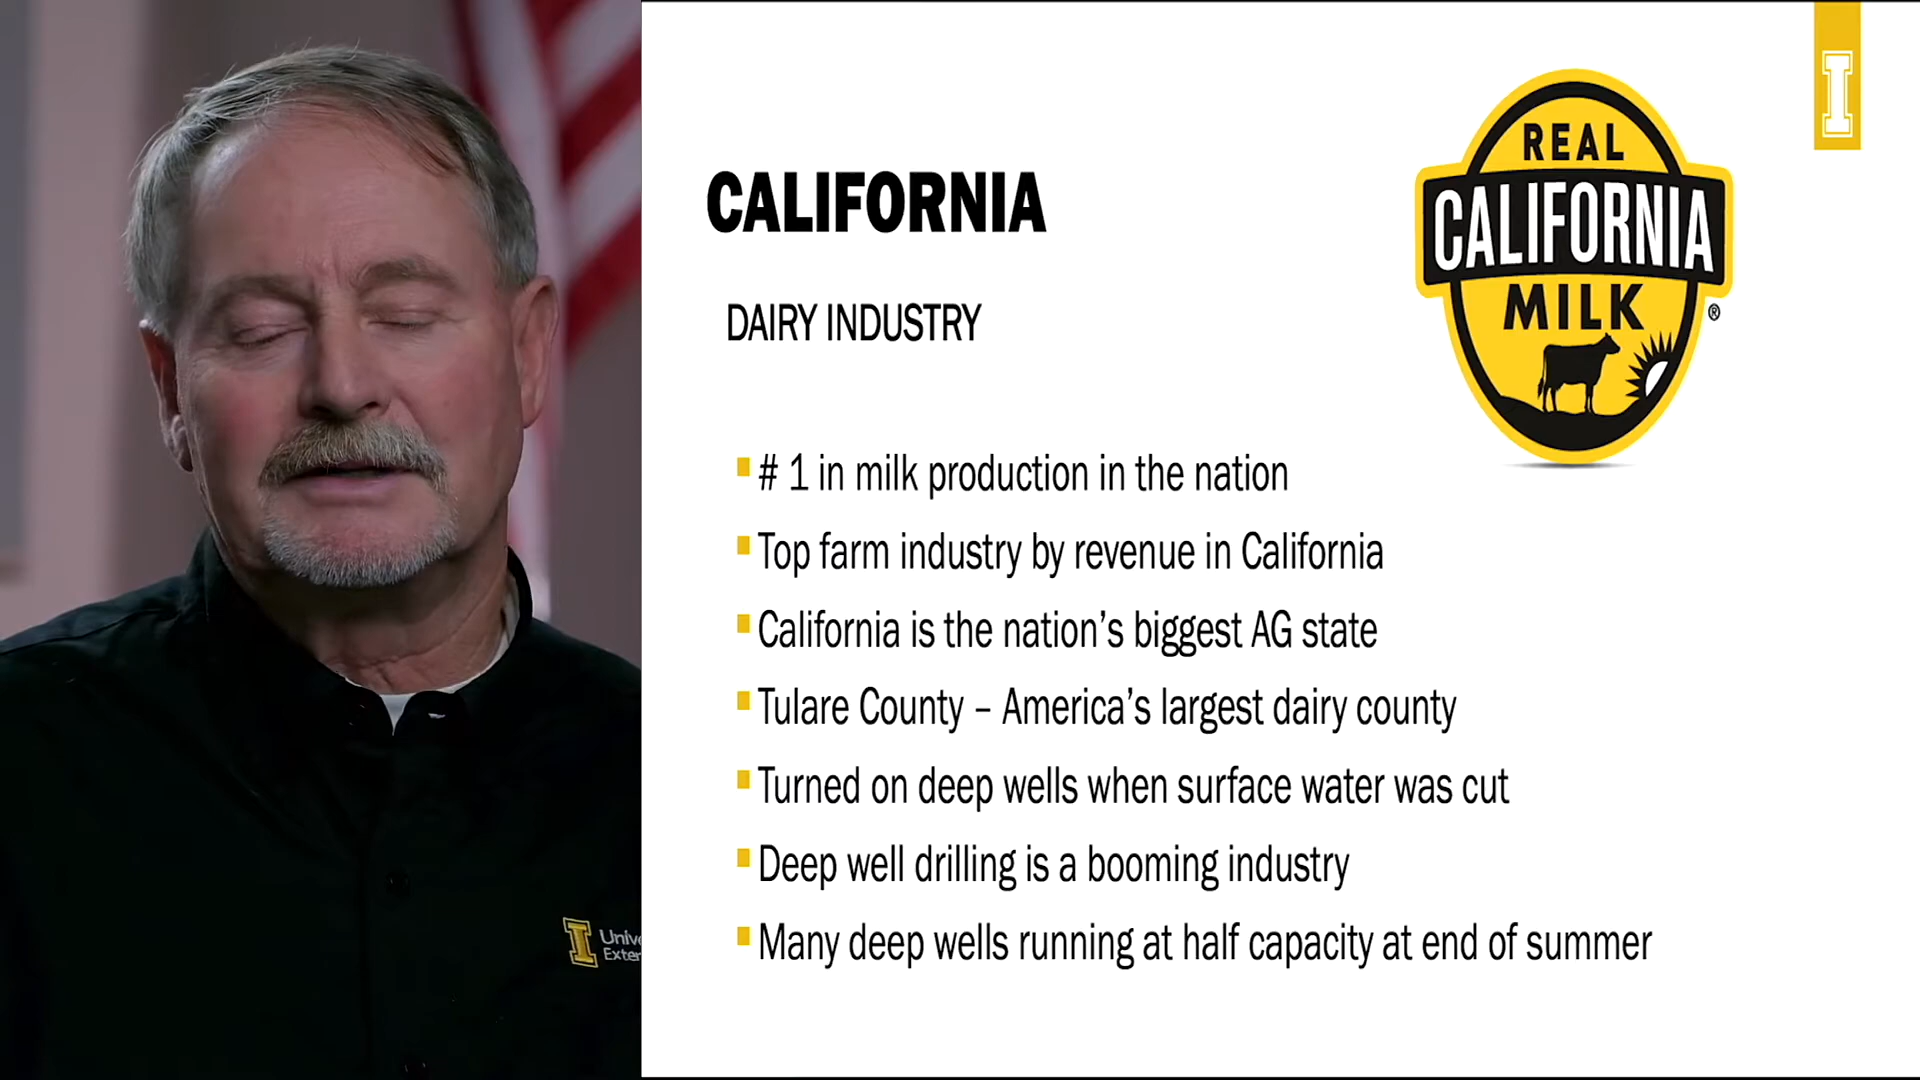 I
REAL
CALIFORNIA
MILK
®
CALIFORNIA
DAIRY INDUSTRY
# 1 in milk production in the nation
Top farm industry by revenue in California
California is the nation’s biggest AG state
Tulare County – America’s largest dairy county
Turned on deep wells when surface water was cut
Deep well drilling is a booming industry
Many deep wells running at half capacity at end of summer
I
Unive
Exter